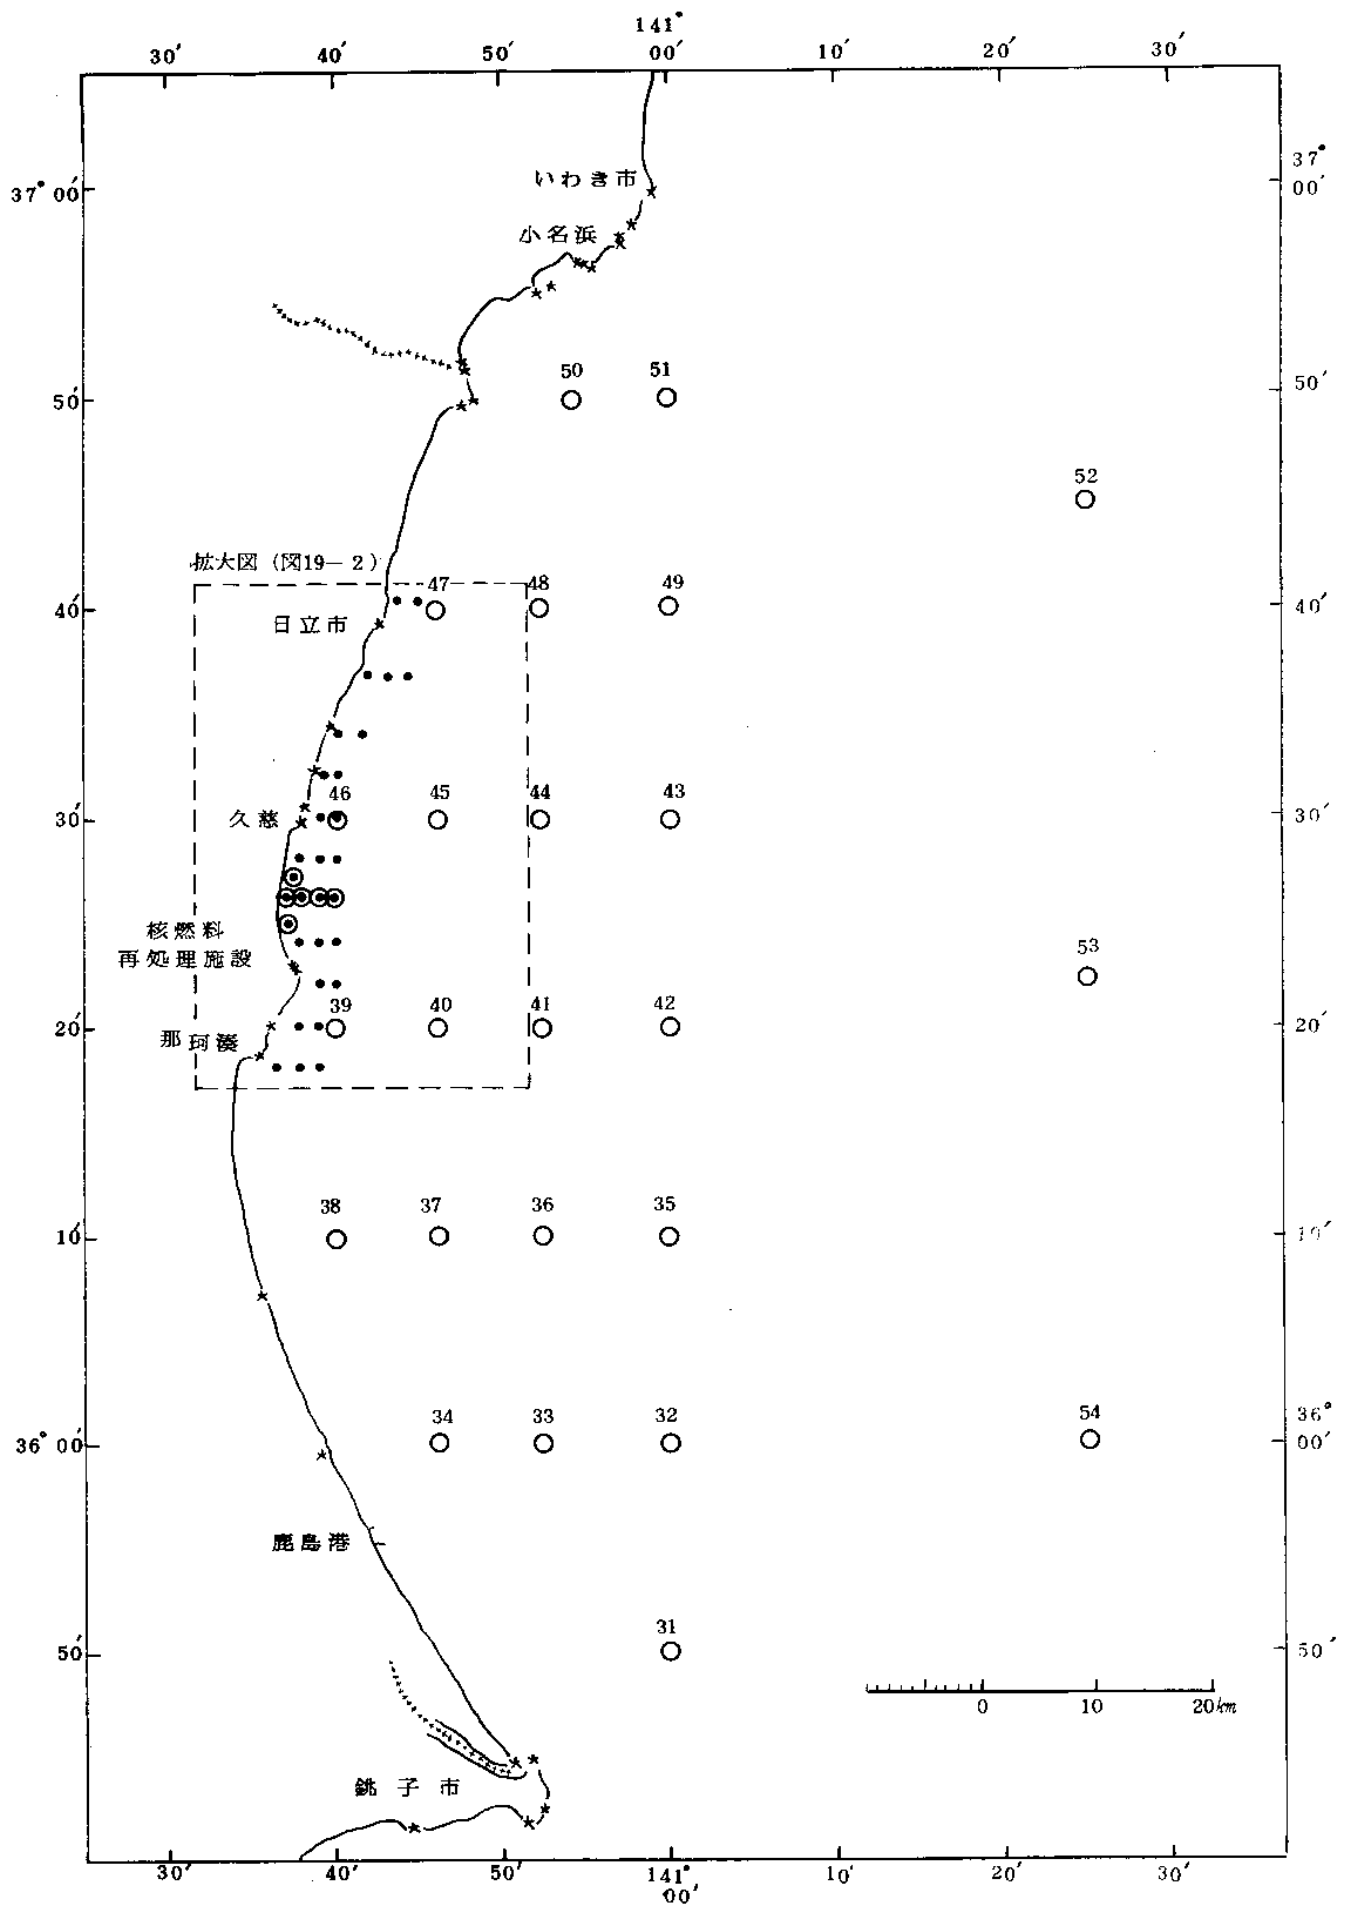 141°
30′ 40′ 50′ 00′ 10′ 20′ 30′
37°
37° 00′ 00′
いわき市
小名浜
50 51
50′ 50′
52
拡大図 (図19-2)
47 48 49
40′ 40′
日立市
46 45 44 43
30′ 30′
久慈
核燃料
再処理施設
53
39 40 41 42
20′ 20′
那珂湊
38 37 36 35
10′ 10′
34 33 32 54
36°
36° 00′ 00′
鹿島港
31
50′ 50′
0 10 20km
銚子市
30′ 40′ 50′ 141° 10′ 20′ 30′
00′